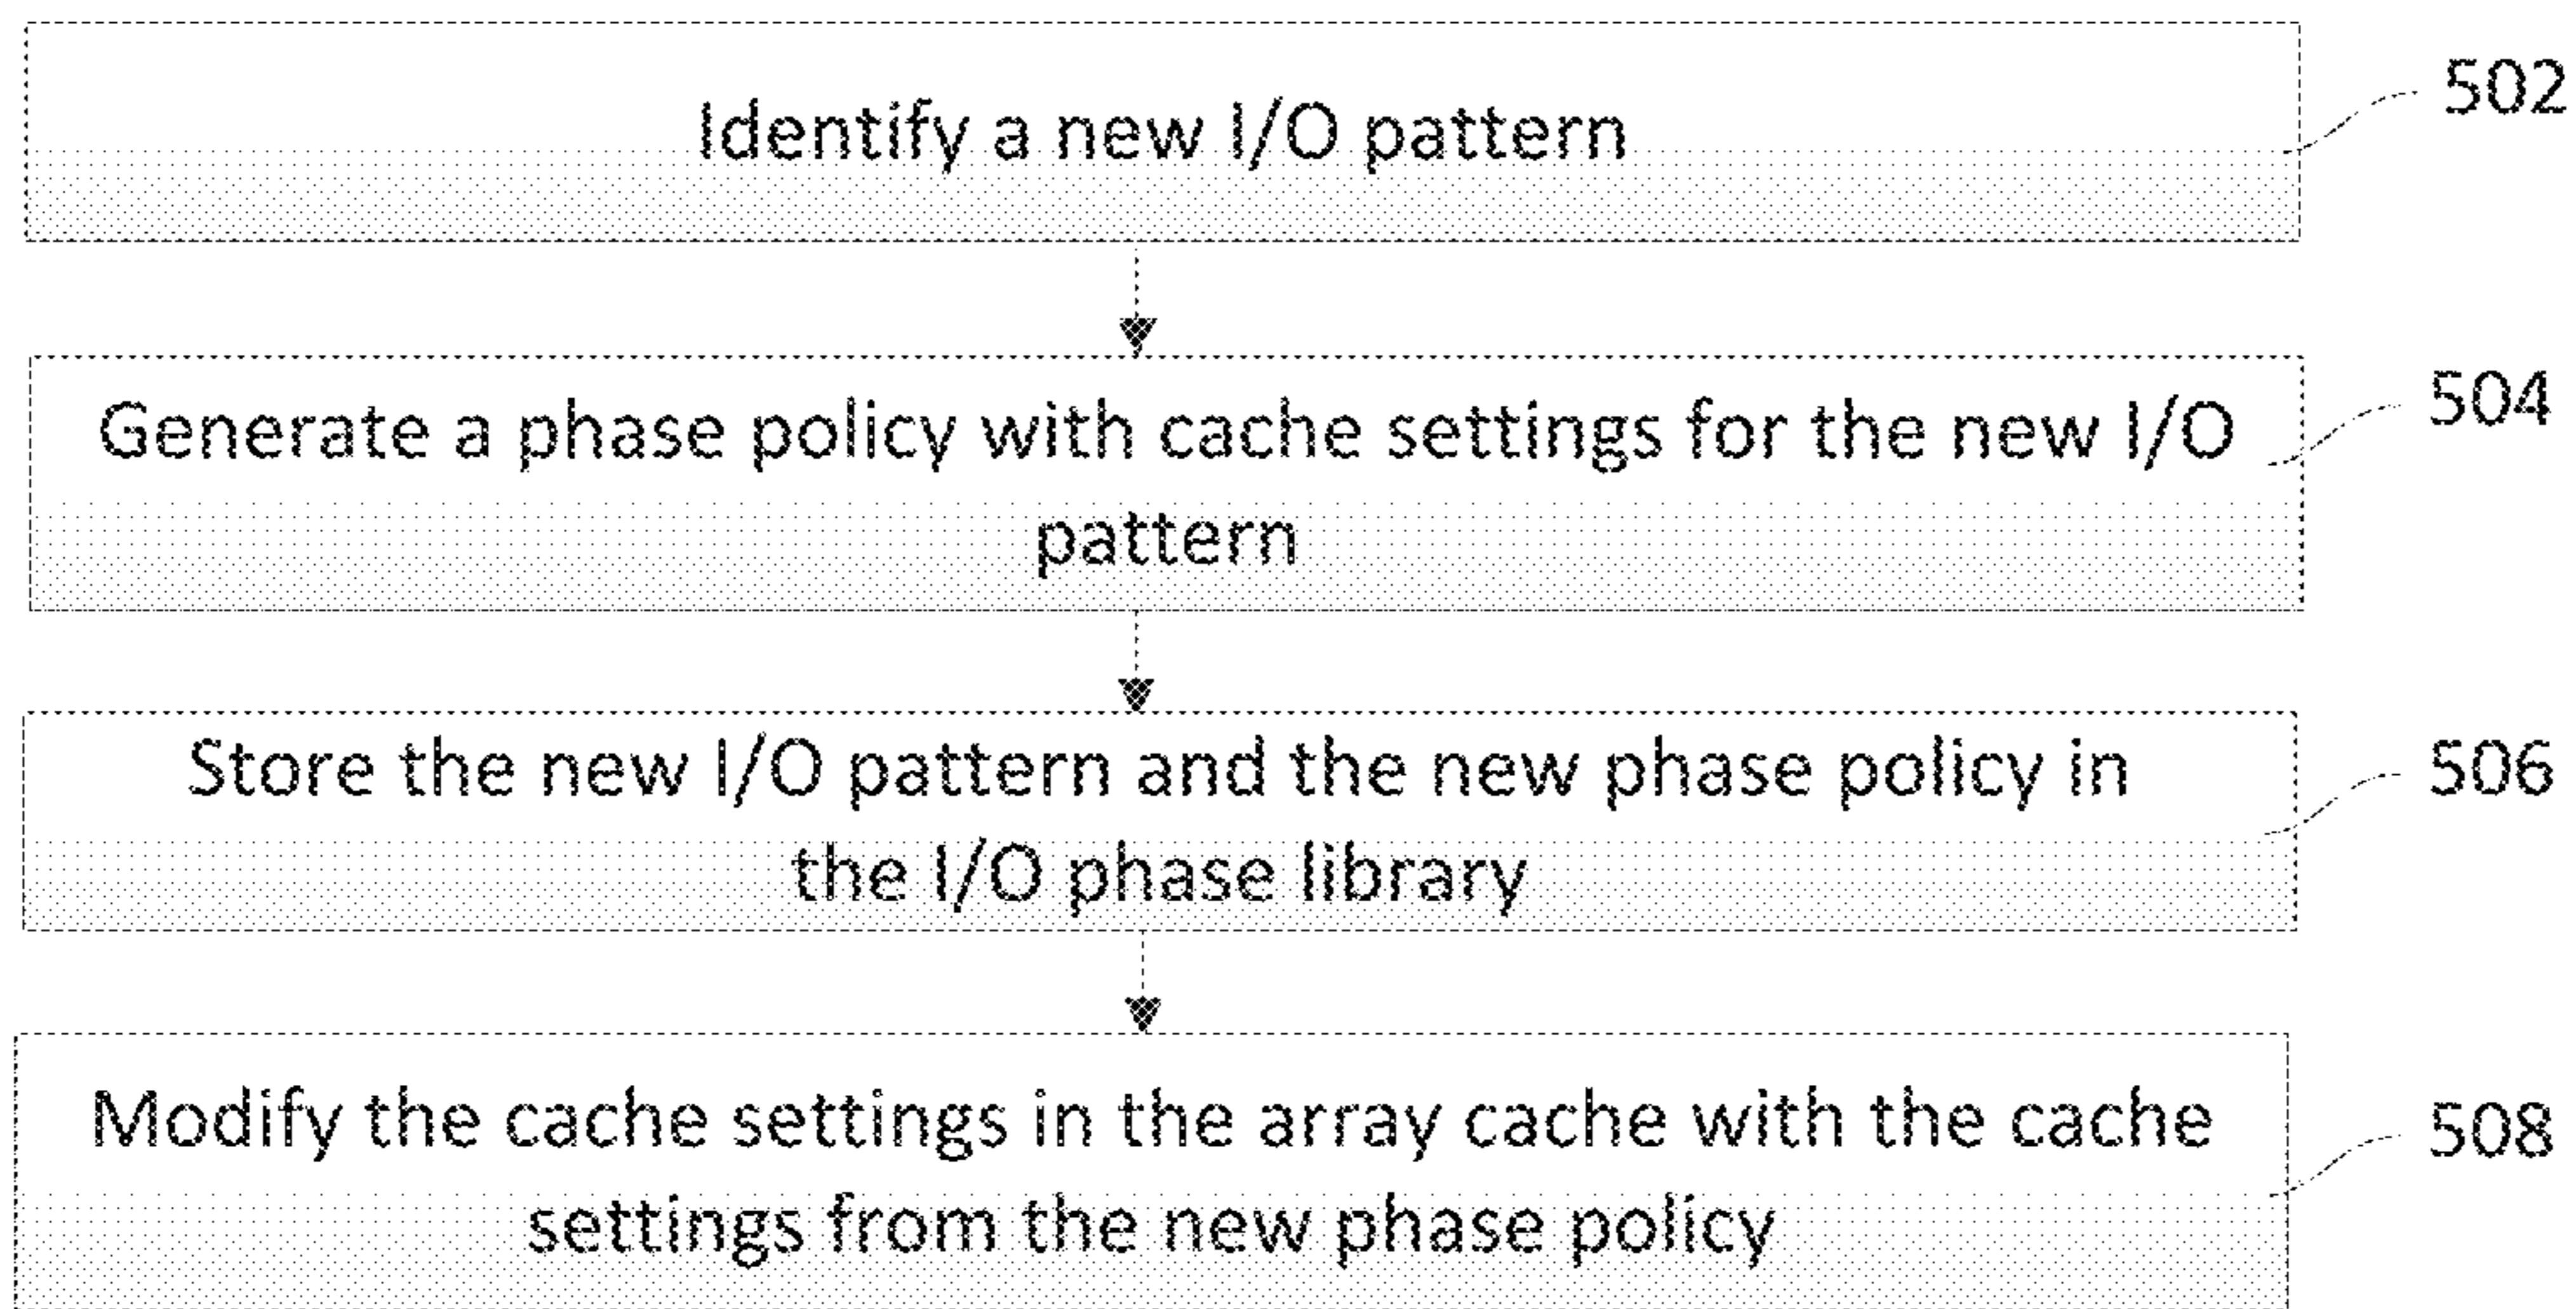 Identify a new I/O pattern
502
Generate a phase policy with cache settings for the new I/O
pattern
504
Store the new I/O pattern and the new phase policy in
the I/O phase library
506
Modify the cache settings in the array cache with the cache
settings from the new phase policy
508